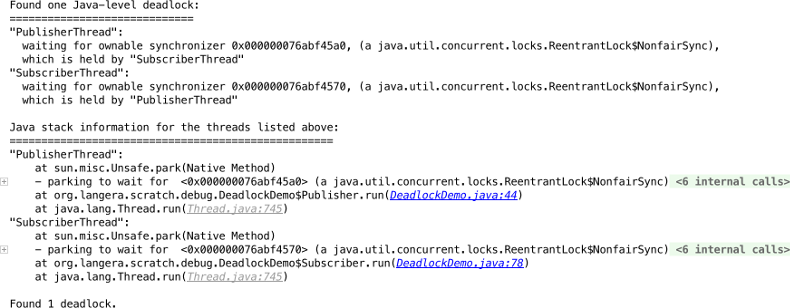 Found one Java-level deadlock:
=============================
"PublisherThread":
  waiting for ownable synchronizer 0x000000076abf45a0, (a java.util.concurrent.locks.ReentrantLock$NonfairSync),
  which is held by "SubscriberThread"
"SubscriberThread":
  waiting for ownable synchronizer 0x000000076abf4570, (a java.util.concurrent.locks.ReentrantLock$NonfairSync),
  which is held by "PublisherThread"

Java stack information for the threads listed above:
===================================================
"PublisherThread":
    at sun.misc.Unsafe.park(Native Method)
    - parking to wait for  <0x000000076abf45a0> (a java.util.concurrent.locks.ReentrantLock$NonfairSync) <6 internal calls>
    at org.langera.scratch.debug.DeadlockDemo$Publisher.run(DeadlockDemo.java:44)
    at java.lang.Thread.run(Thread.java:745)
"SubscriberThread":
    at sun.misc.Unsafe.park(Native Method)
    - parking to wait for  <0x000000076abf4570> (a java.util.concurrent.locks.ReentrantLock$NonfairSync) <6 internal calls>
    at org.langera.scratch.debug.DeadlockDemo$Subscriber.run(DeadlockDemo.java:78)
    at java.lang.Thread.run(Thread.java:745)

Found 1 deadlock.